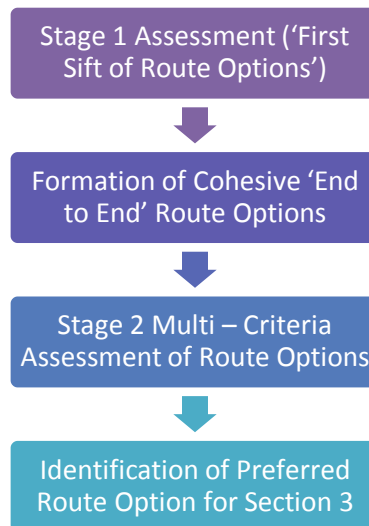 Stage 1 Assessment (‘First
Sift of Route Options’)
Formation of Cohesive ‘End
to End’ Route Options
Stage 2 Multi – Criteria
Assessment of Route Options
Identification of Preferred
Route Option for Section 3